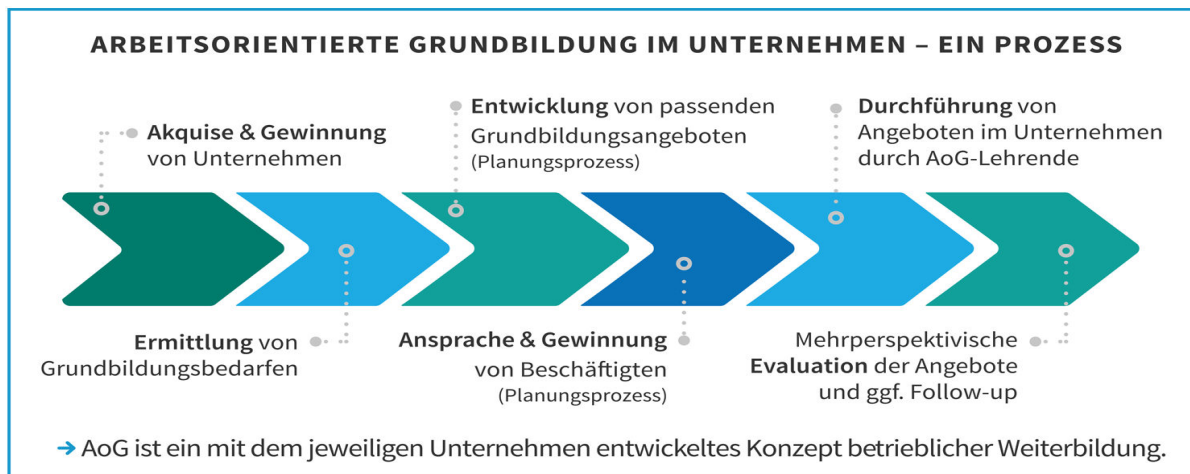 ARBEITSORIENTIERTE GRUNDBILDUNG IM UNTERNEHMEN – EIN PROZESS
Akquise & Gewinnung
von Unternehmen
Ermittlung von
Grundbildungsbedarfen
Entwicklung von passenden
Grundbildungsangeboten
(Planungsprozess)
Ansprache & Gewinnung
von Beschäftigten
(Planungsprozess)
Durchführung von
Angeboten im Unternehmen
durch AoG-Lehrende
Mehrperspektivische
Evaluation der Angebote
und ggf. Follow-up
→ AoG ist ein mit dem jeweiligen Unternehmen entwickeltes Konzept betrieblicher Weiterbildung.